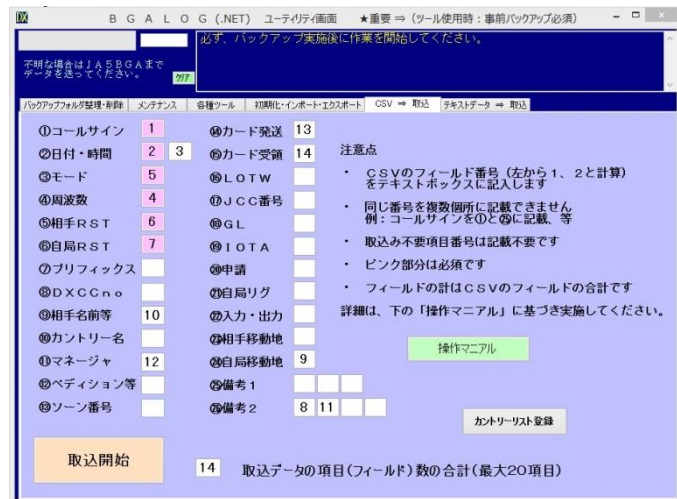 DX
BGALOG (.NET) ユーティリティ画面 ★重要 ⇒ (ツール使用時：事前バックアップ必須)
必ず、バックアップ実施後に作業を開始してください。
不明な場合はJA5BGAまで
データを送ってください。
クリア
バックアップフォルダ整理・削除 メンテナンス 各種ツール 初期化・インポート・エクスポート CSV ⇒ 取込 テキストデータ ⇒ 取込
①コールサイン 1
②日付・時間 2 3
③モード 5
④周波数 4
⑤相手RST 6
⑥自局RST 7
⑦プリフィックス
⑧DXCCno
⑨相手名前等 10
⑩カントリー名
⑪マネージャ 12
⑫ペディション等
⑬ゾーン番号
⑭カード発送 13
⑮カード受領 14
⑯LOTW
⑰JCC番号
⑱GL
⑲IOTA
⑳申請
㉑自局リグ
㉒入力・出力
㉓相手移動地
㉔自局移動地 9
㉕備考1
㉖備考2 8 11
注意点
・ CSVのフィールド番号（左から1、2と計算）
をテキストボックスに記入します
・ 同じ番号を複数個所に記載できません
例：コールサインを①と㉕に記載、等
・ 取込み不要項目番号は記載不要です
・ ピンク部分は必須です
・ フィールドの計はCSVのフィールドの合計です
詳細は、下の「操作マニアル」に基づき実施してください。
操作マニアル
カントリーリスト登録
取込開始
14 取込データの項目(フィールド)数の合計(最大20項目)